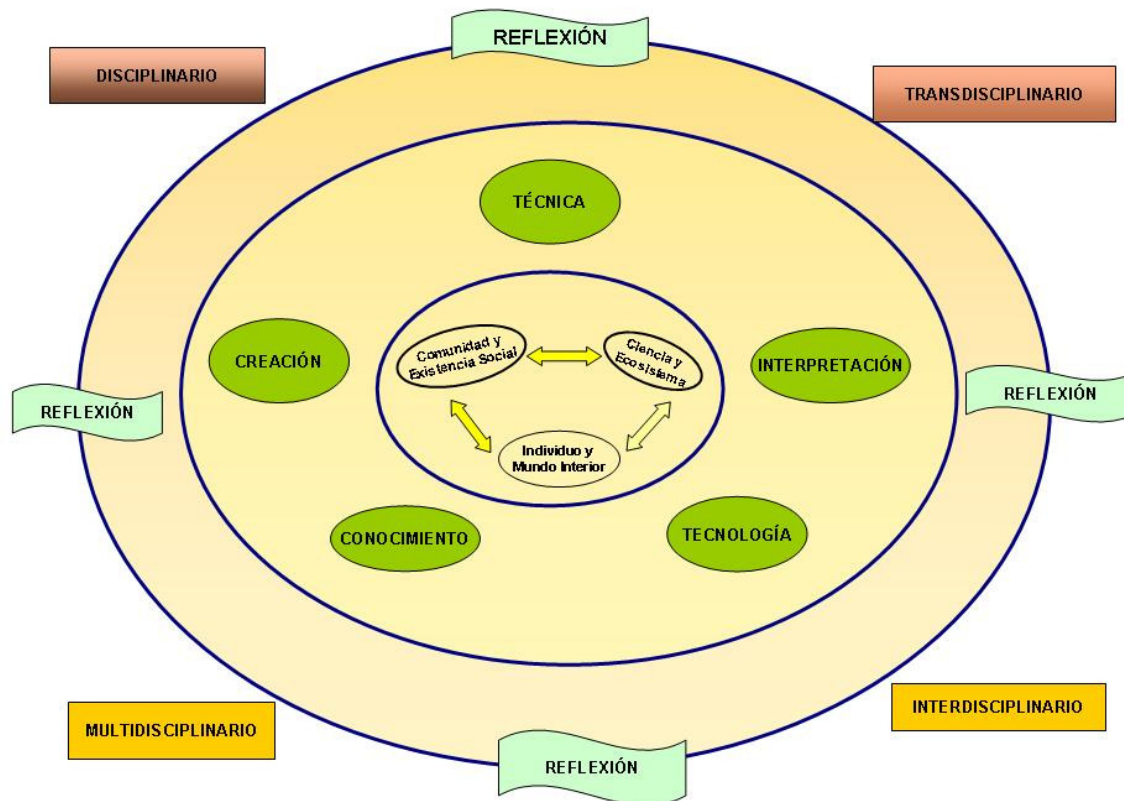 REFLEXIÓN
DISCIPLINARIO
TRANSDISCIPLINARIO
TÉCNICA
CREACIÓN
Comunidad y
Existencia Social
Ciencia y
Ecosistema
INTERPRETACIÓN
REFLEXIÓN
REFLEXIÓN
Individuo y
Mundo Interior
CONOCIMIENTO
TECNOLOGÍA
MULTIDISCIPLINARIO
INTERDISCIPLINARIO
REFLEXIÓN